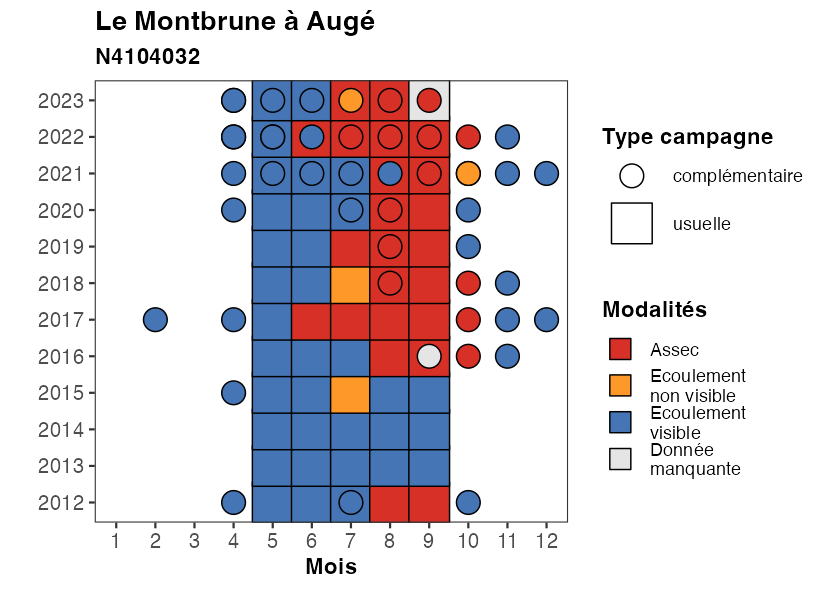 Le Montbrune à Augé
N4104032
2023
2022
2021
2020
2019
2018
2017
2016
2015
2014
2013
2012
1 2 3 4 5 6 7 8 9 10 11 12
Mois
Type campagne
complémentaire
usuelle
Modalités
Assec
Ecoulement
non visible
Ecoulement
visible
Donnée
manquante